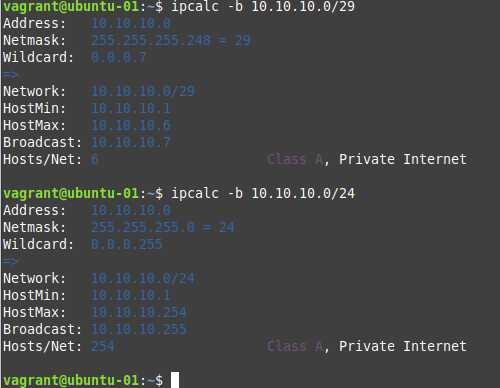 vagrant@ubuntu-01:~$ ipcalc -b 10.10.10.0/29
Address:   10.10.10.0
Netmask:   255.255.255.248 = 29
Wildcard:  0.0.0.7
=>
Network:   10.10.10.0/29
HostMin:   10.10.10.1
HostMax:   10.10.10.6
Broadcast: 10.10.10.7
Hosts/Net: 6                     Class A, Private Internet
vagrant@ubuntu-01:~$ ipcalc -b 10.10.10.0/24
Address:   10.10.10.0
Netmask:   255.255.255.0 = 24
Wildcard:  0.0.0.255
=>
Network:   10.10.10.0/24
HostMin:   10.10.10.1
HostMax:   10.10.10.254
Broadcast: 10.10.10.255
Hosts/Net: 254                   Class A, Private Internet
vagrant@ubuntu-01:~$